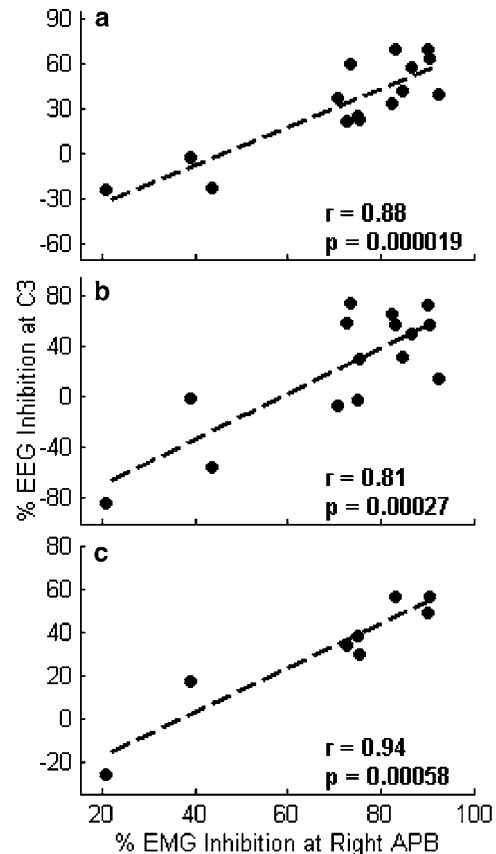 a
90
60
30
0
-30
-60
r = 0.88
p = 0.000019
b
80
40
0
-40
-80
r = 0.81
p = 0.00027
% EEG Inhibition at C3
c
80
60
40
20
0
-20
r = 0.94
p = 0.00058
20 40 60 80 100
% EMG Inhibition at Right APB